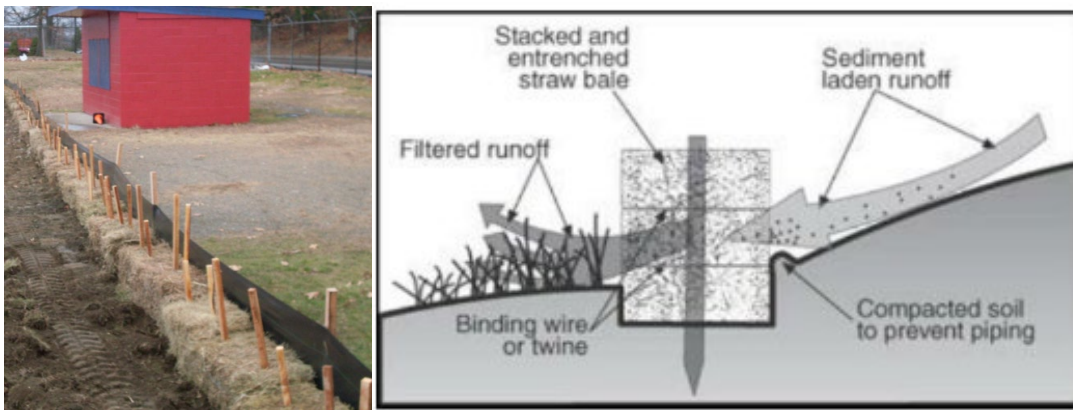 Stacked and
entrenched
straw bale
Sediment
laden runoff
Filtered runoff
Binding wire
or twine
Compacted soil
to prevent piping